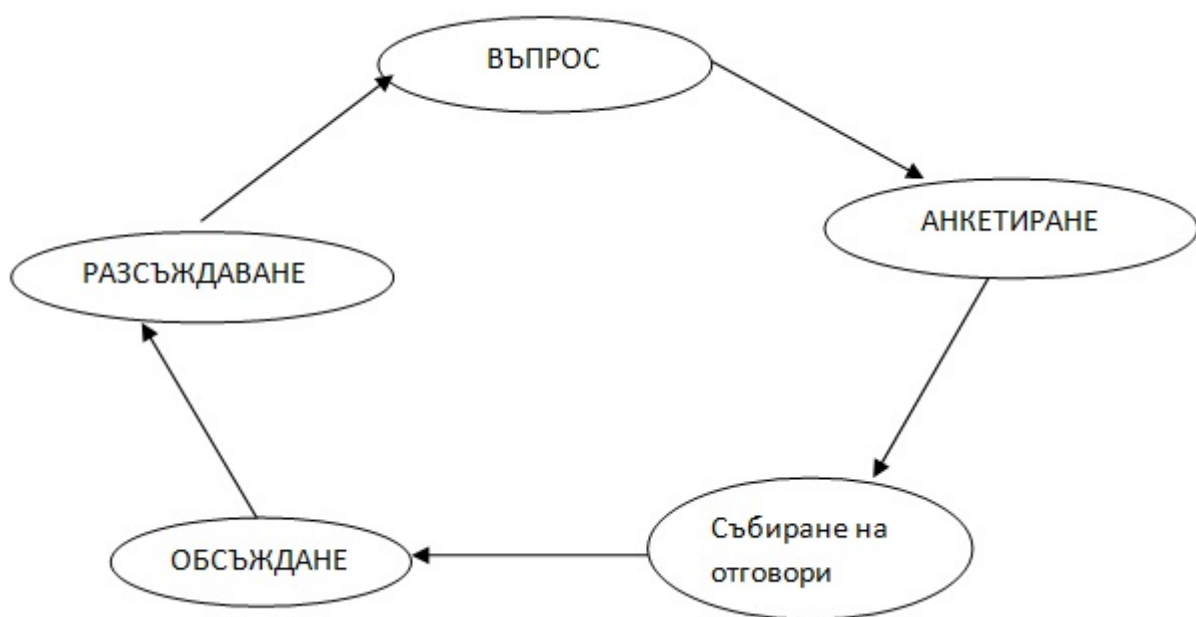 ВЪПРОС
АНКЕТИРАНЕ
РАЗСЪЖДАВАНЕ
Събиране на
отговори
ОБСЪЖДАНЕ